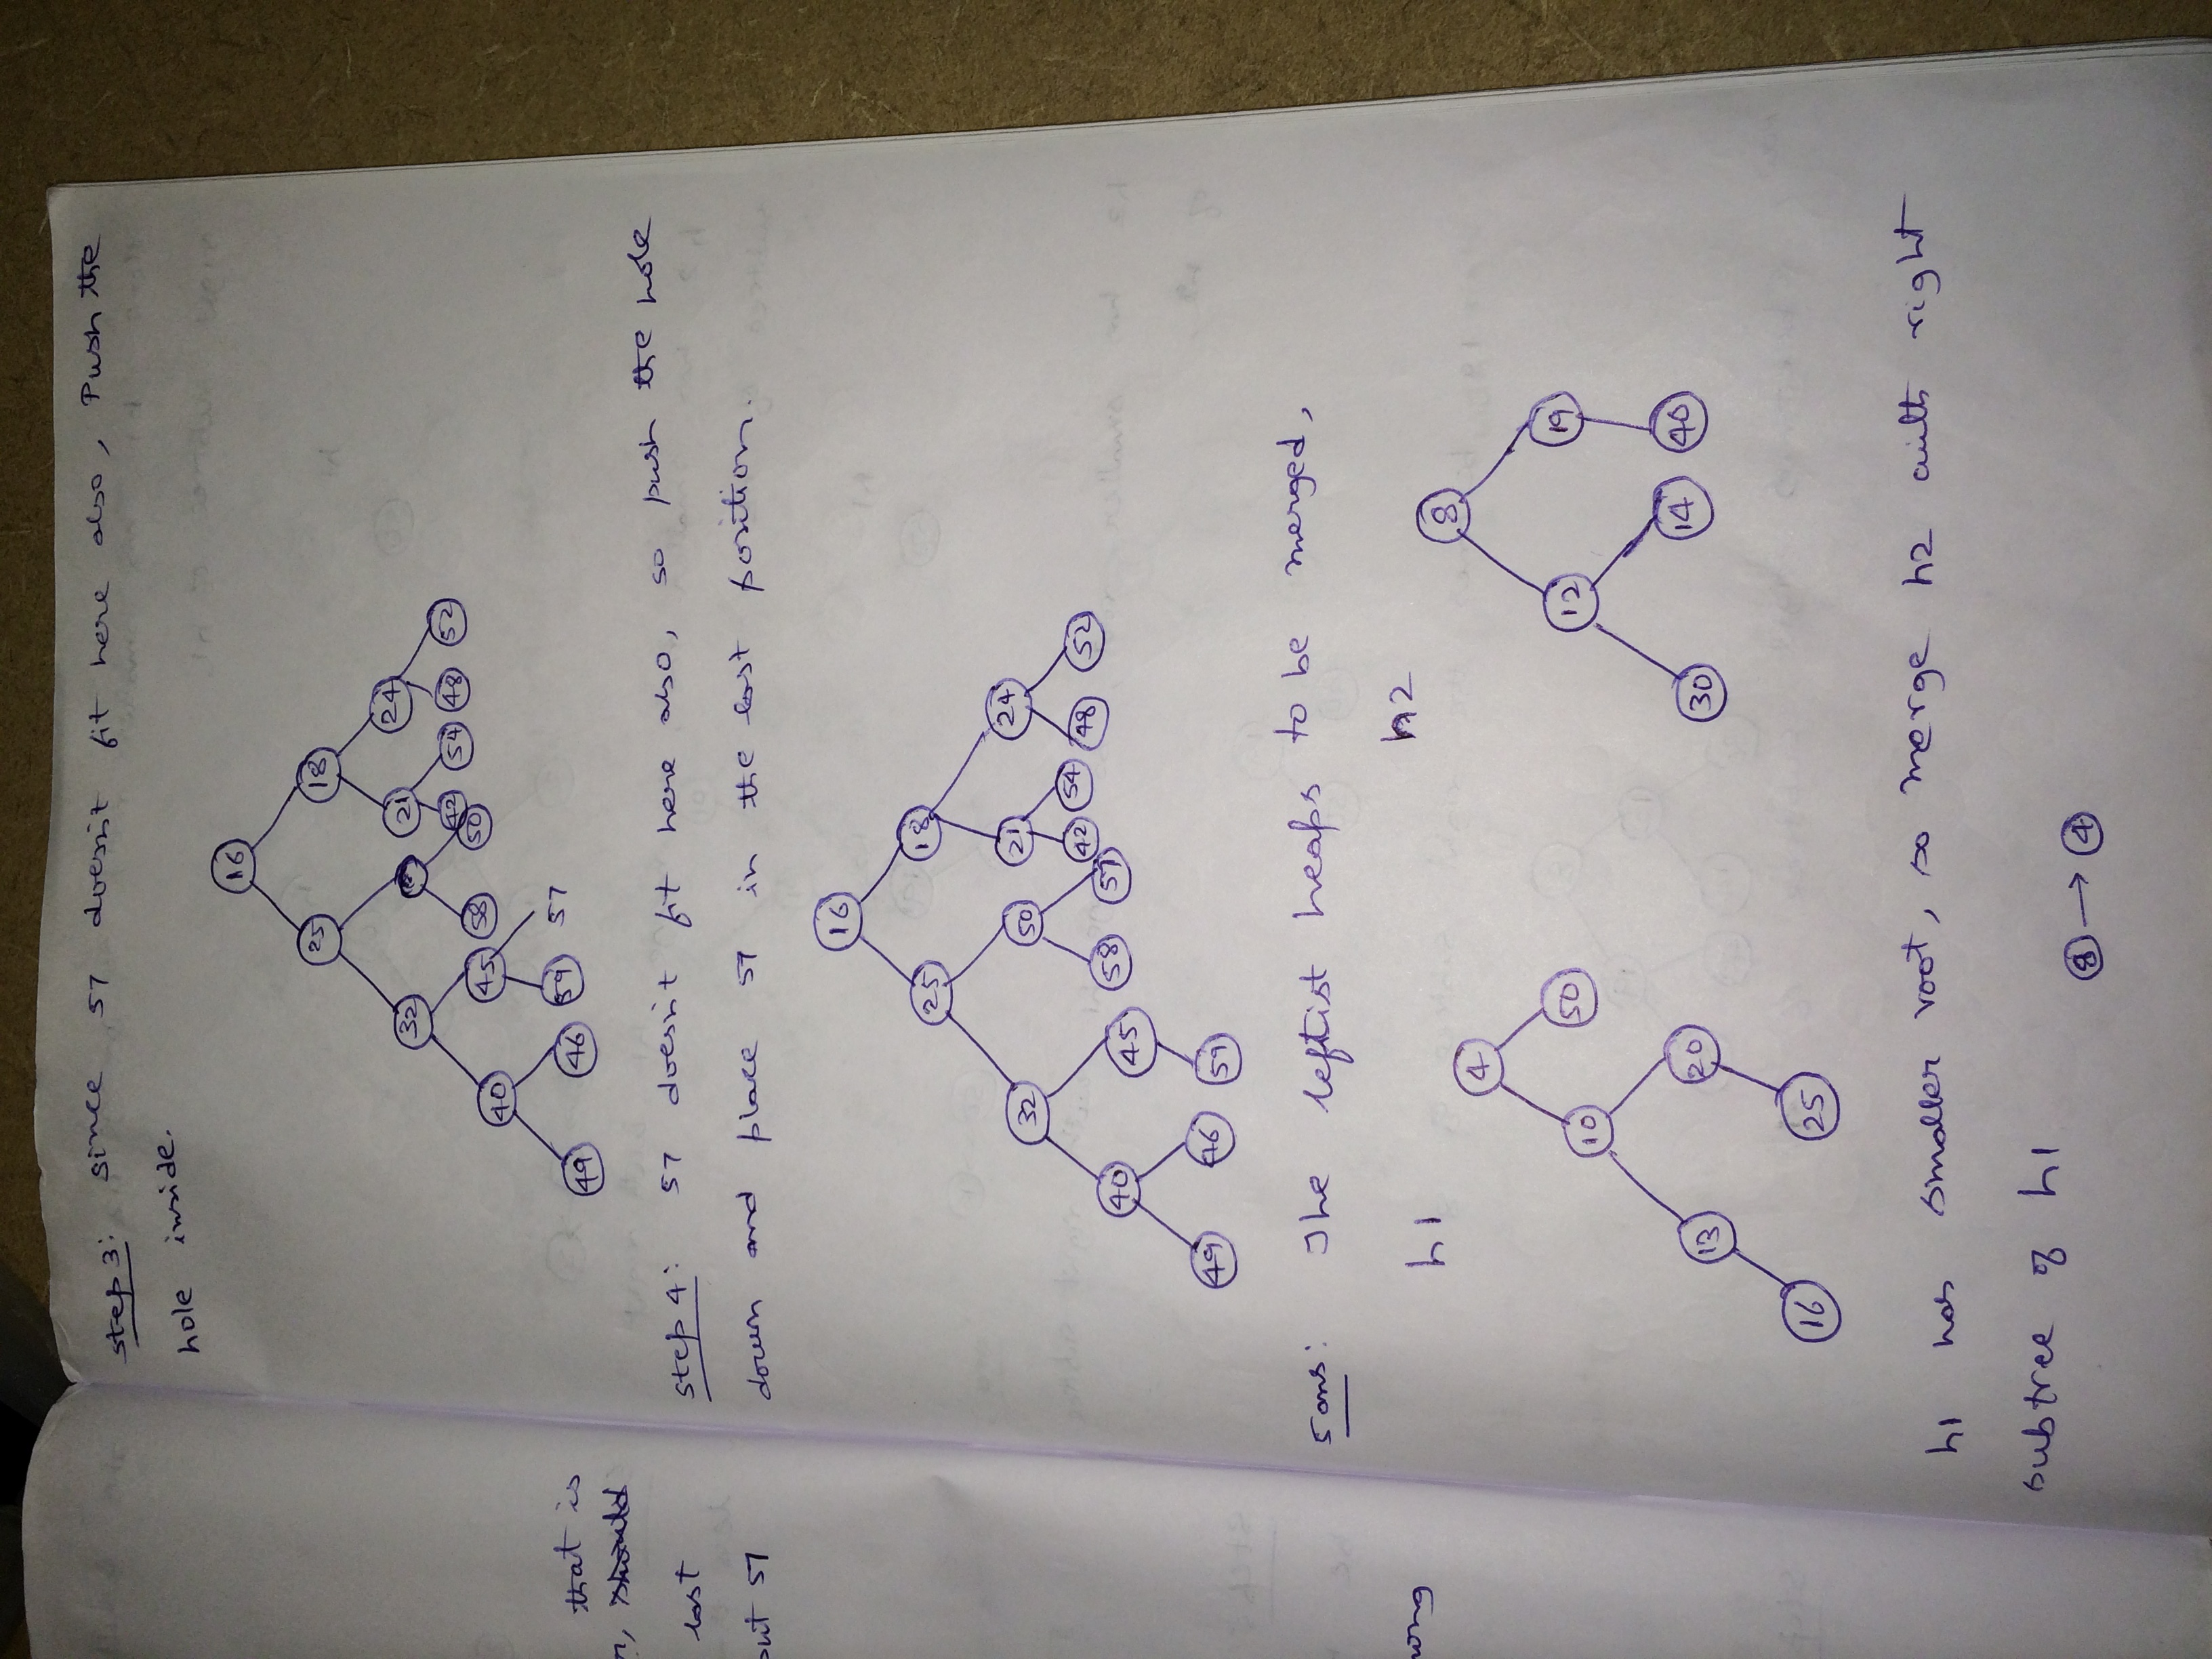 step 3: since 57 doesn't fit here also, Push the
hole inside.
16
25 18
32 21 24
42 54 48 52
40 45 58 50
49 46 59 57
that is
step 4: 57 doesn't fit here also, so push the hole
should
last
down and place 57 in the last position.
57
16
25 18
32 50 21 24
40 45 58 57 42 54 48 52
49 46 59
5 ans: The leftist heaps to be merged,
h1 h2
4 8
10 50 12 19
13 20 30 14 40
16 25
h1 has smaller root, so merge h2 with right
subtree of h1
8 → 4